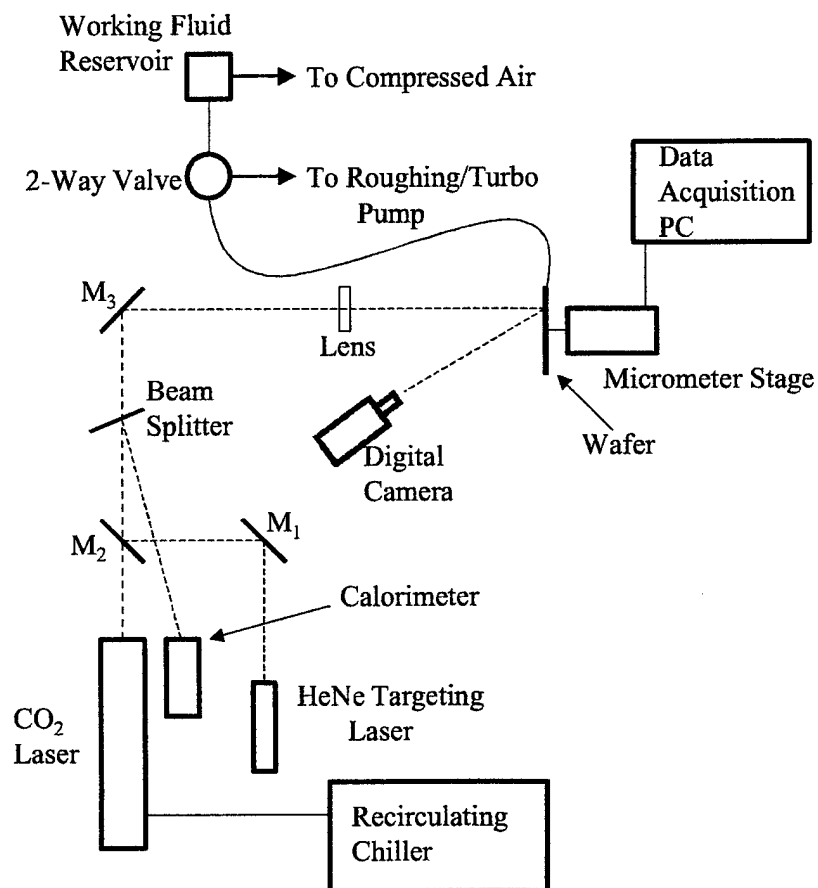 Working Fluid
Reservoir
To Compressed Air
2-Way Valve
To Roughing/Turbo
Pump
Data
Acquisition
PC
M₃
Lens
Micrometer Stage
Beam
Splitter
Wafer
Digital
Camera
M₂
M₁
Calorimeter
HeNe Targeting
Laser
CO₂
Laser
Recirculating
Chiller